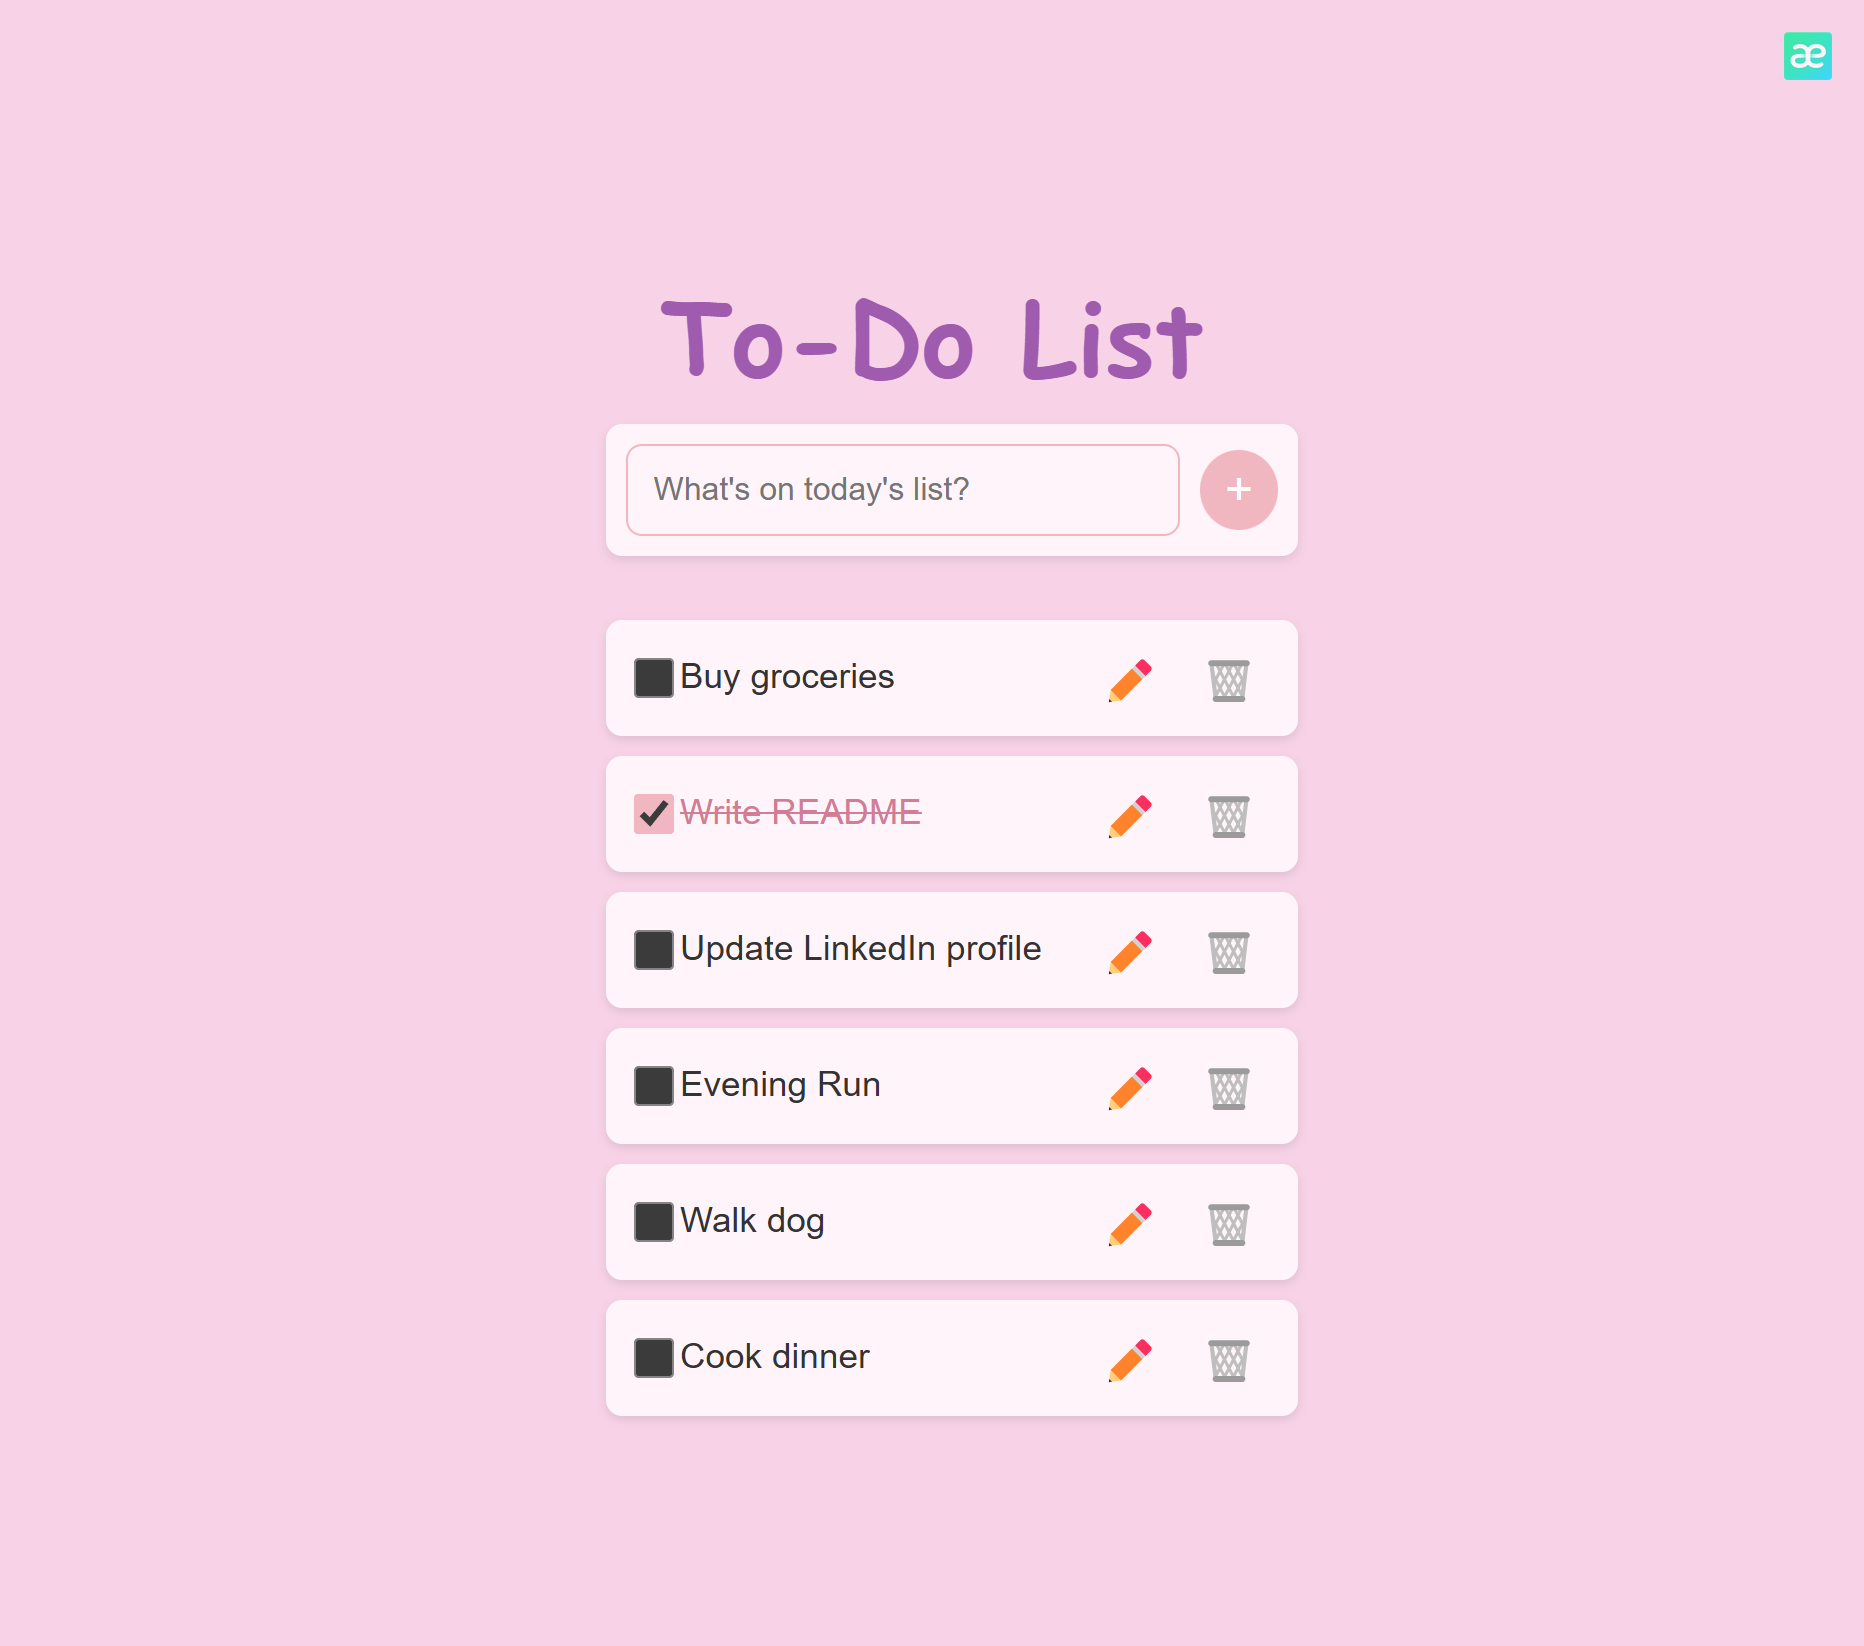 æ
To-Do List
What's on today's list?
+
Buy groceries
Write README
Update LinkedIn profile
Evening Run
Walk dog
Cook dinner